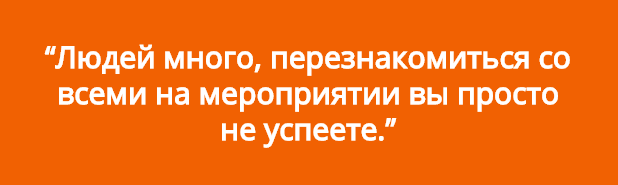 “Людей много, перезнакомиться со
всеми на мероприятии вы просто
не успеете.”